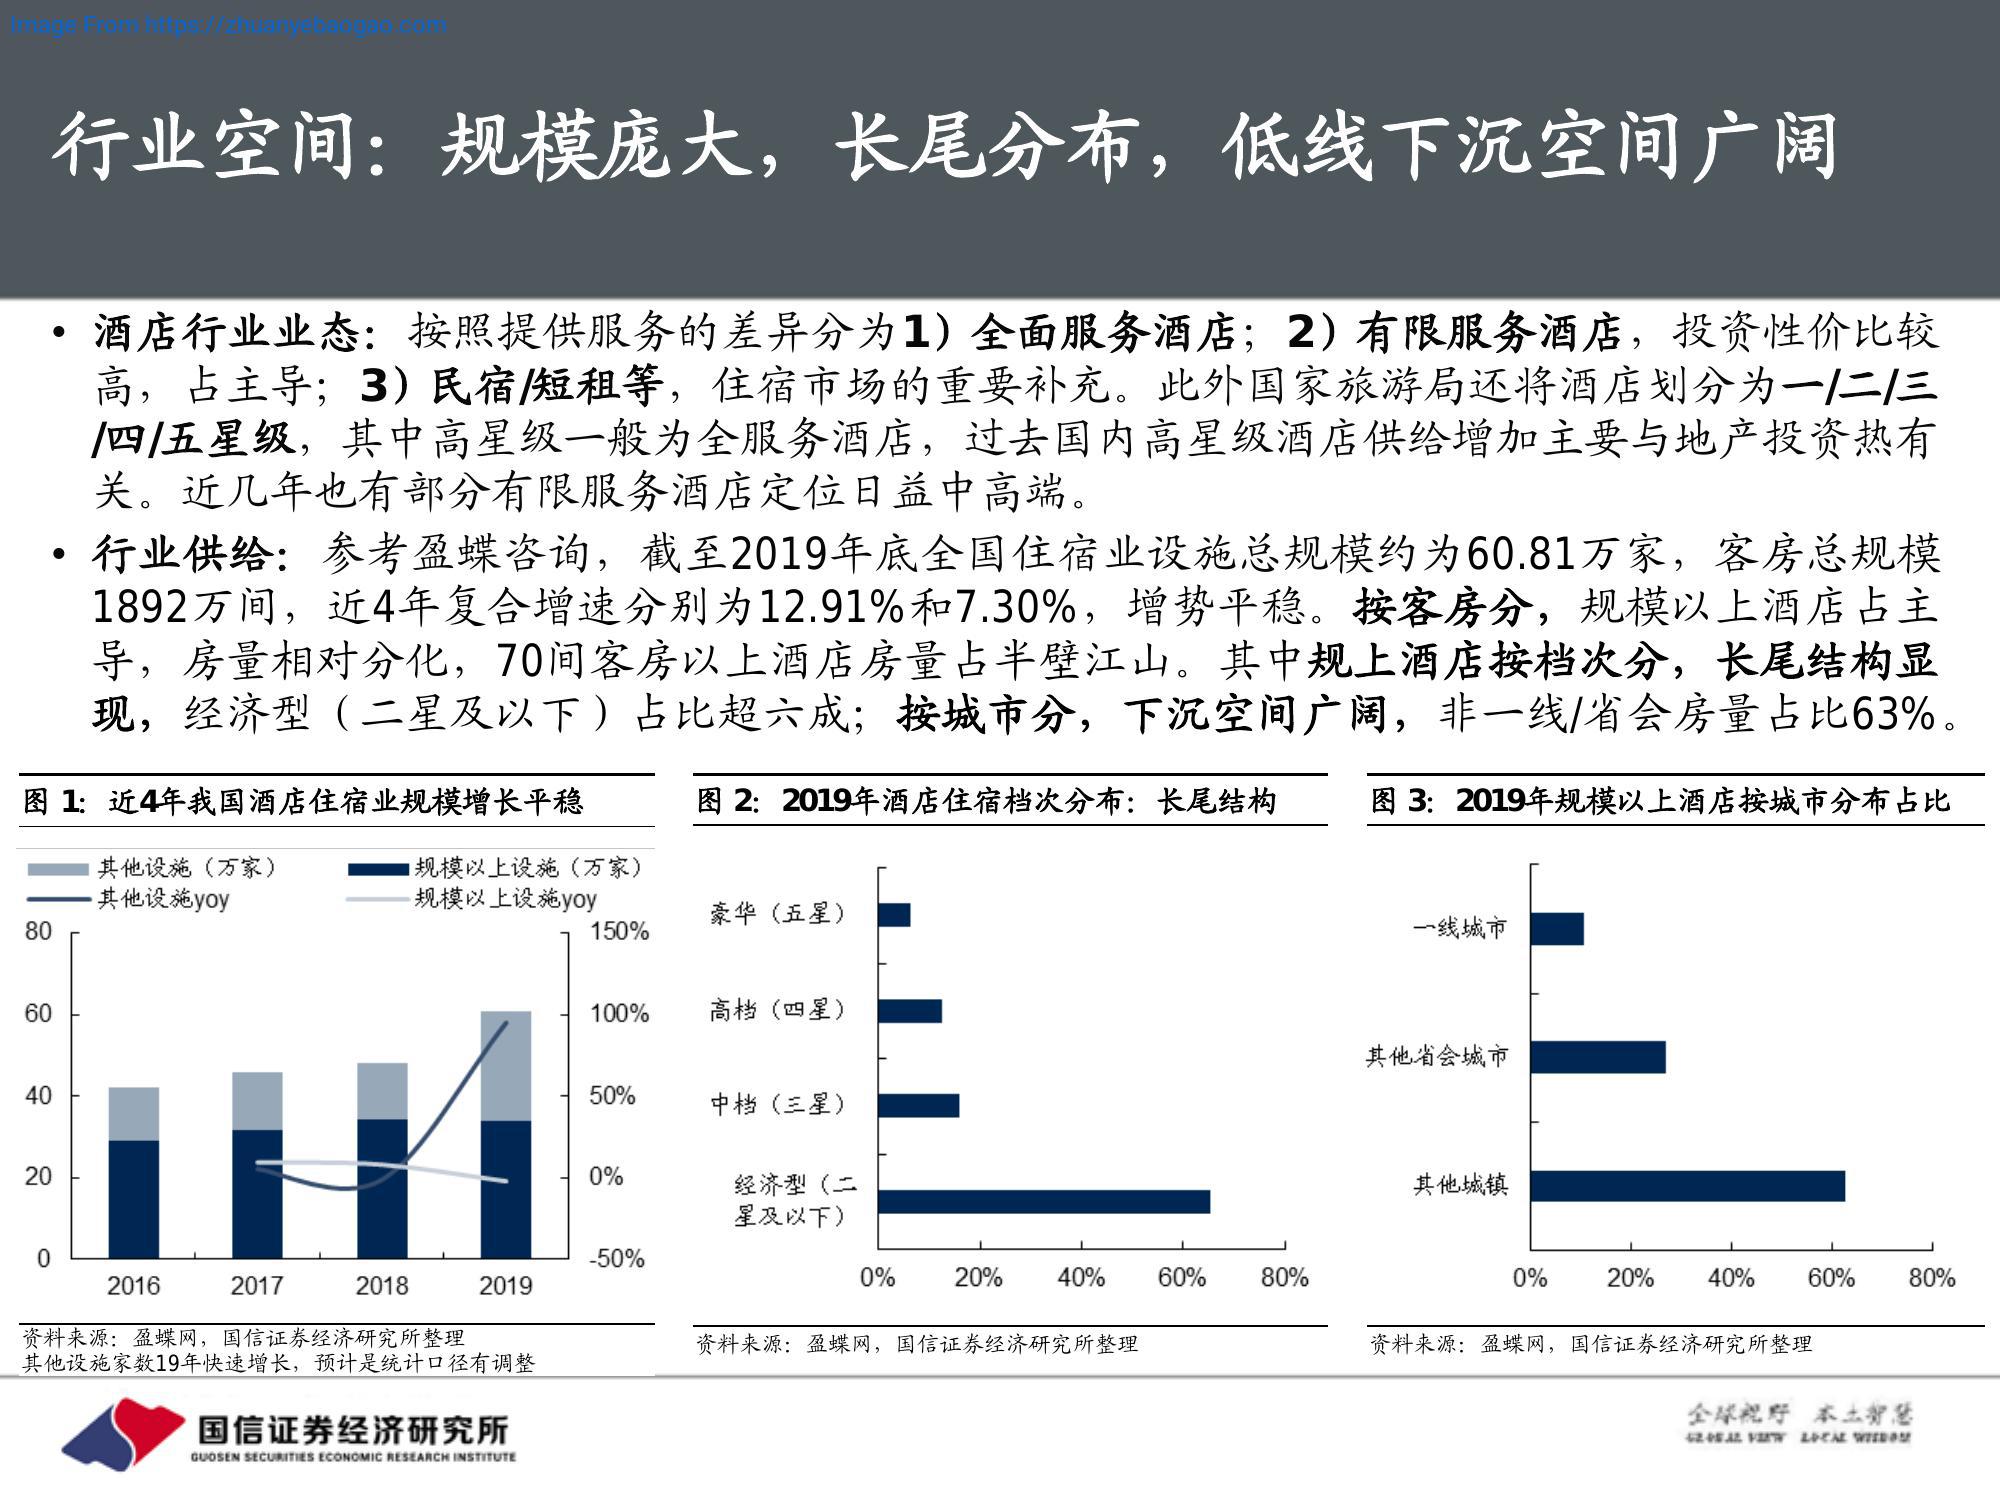 Image From https://zhuanyebaogao.com
行业空间：规模庞大，长尾分布，低线下沉空间广阔
• 酒店行业业态：按照提供服务的差异分为1）全面服务酒店；2）有限服务酒店，投资性价比较
高，占主导；3）民宿/短租等，住宿市场的重要补充。此外国家旅游局还将酒店划分为一/二/三
/四/五星级，其中高星级一般为全服务酒店，过去国内高星级酒店供给增加主要与地产投资热有
关。近几年也有部分有限服务酒店定位日益中高端。
• 行业供给：参考盈蝶咨询，截至2019年底全国住宿业设施总规模约为60.81万家，客房总规模
1892万间，近4年复合增速分别为12.91%和7.30%，增势平稳。按客房分，规模以上酒店占主
导，房量相对分化，70间客房以上酒店房量占半壁江山。其中规上酒店按档次分，长尾结构显
现，经济型（二星及以下）占比超六成；按城市分，下沉空间广阔，非一线/省会房量占比63%。
图 1：近4年我国酒店住宿业规模增长平稳
其他设施（万家） 规模以上设施（万家）
其他设施yoy 规模以上设施yoy
80 150%
60 100%
40 50%
20 0%
0 -50%
2016 2017 2018 2019
资料来源：盈蝶网，国信证券经济研究所整理
其他设施家数19年快速增长，预计是统计口径有调整
图 2：2019年酒店住宿档次分布：长尾结构
豪华（五星）
高档（四星）
中档（三星）
经济型（二
星及以下）
0% 20% 40% 60% 80%
资料来源：盈蝶网，国信证券经济研究所整理
图 3：2019年规模以上酒店按城市分布占比
一线城市
其他省会城市
其他城镇
0% 20% 40% 60% 80%
资料来源：盈蝶网，国信证券经济研究所整理
国信证券经济研究所
GUOSEN SECURITIES ECONOMIC RESEARCH INSTITUTE
全球视野 本土智慧
GLOBAL VIEW LOCAL WISDOM